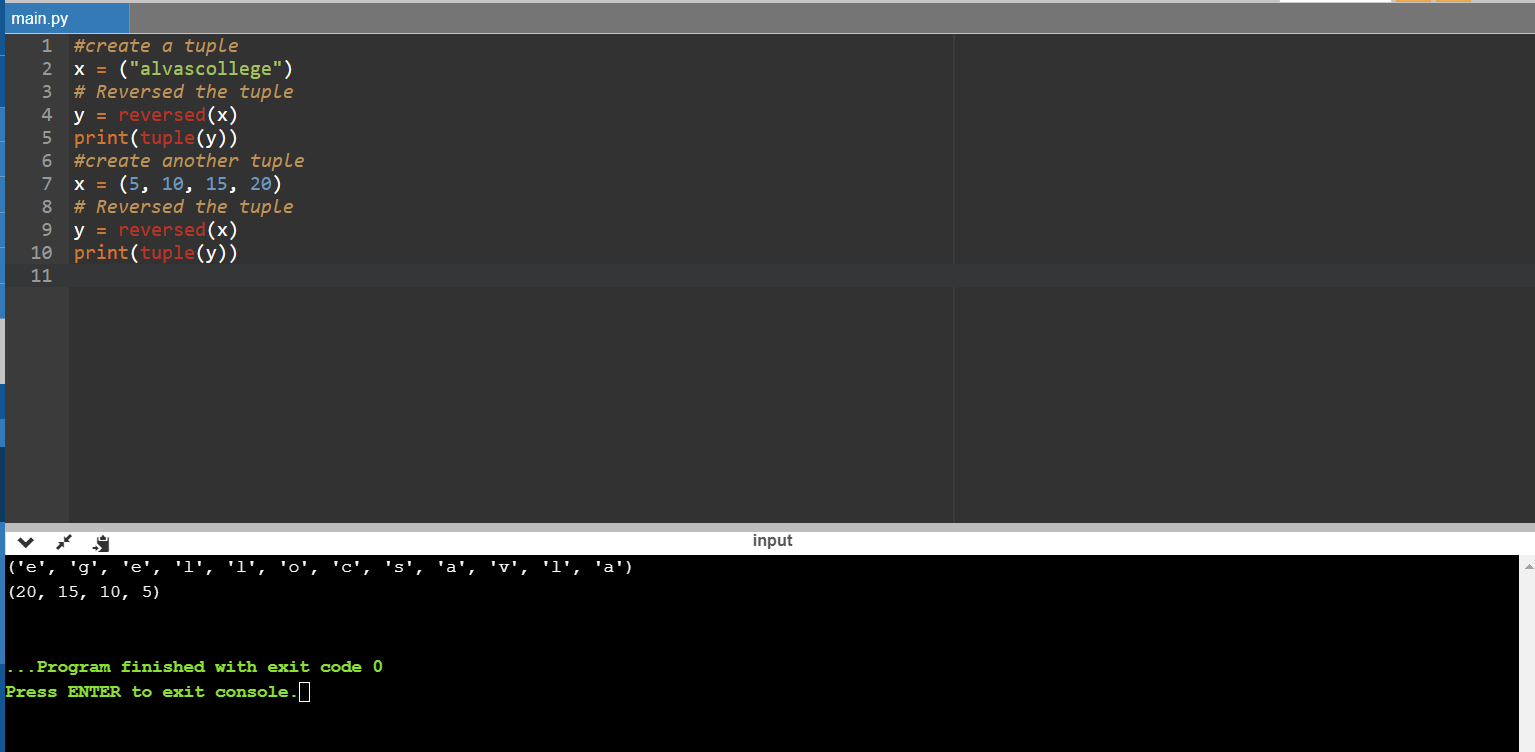 main.py
1 #create a tuple
2 x = ("alvascollege")
3 # Reversed the tuple
4 y = reversed(x)
5 print(tuple(y))
6 #create another tuple
7 x = (5, 10, 15, 20)
8 # Reversed the tuple
9 y = reversed(x)
10 print(tuple(y))
11
input
('e', 'g', 'e', 'l', 'l', 'o', 'c', 's', 'a', 'v', 'l', 'a')
(20, 15, 10, 5)
...Program finished with exit code 0
Press ENTER to exit console.